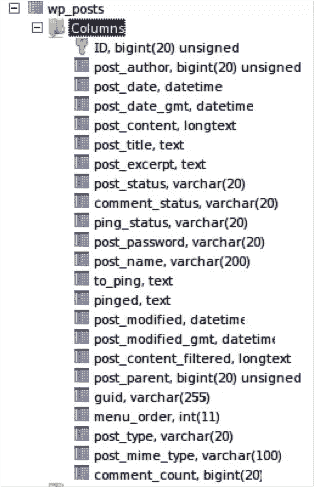 wp_posts
Columns
ID, bigint(20) unsigned
post_author, bigint(20) unsigned
post_date, datetime
post_date_gmt, datetime
post_content, longtext
post_title, text
post_excerpt, text
post_status, varchar(20)
comment_status, varchar(20)
ping_status, varchar(20)
post_password, varchar(20)
post_name, varchar(200)
to_ping, text
pinged, text
post_modified, datetime
post_modified_gmt, datetime
post_content_filtered, longtext
post_parent, bigint(20) unsigned
guid, varchar(255)
menu_order, int(11)
post_type, varchar(20)
post_mime_type, varchar(100)
comment_count, bigint(20)